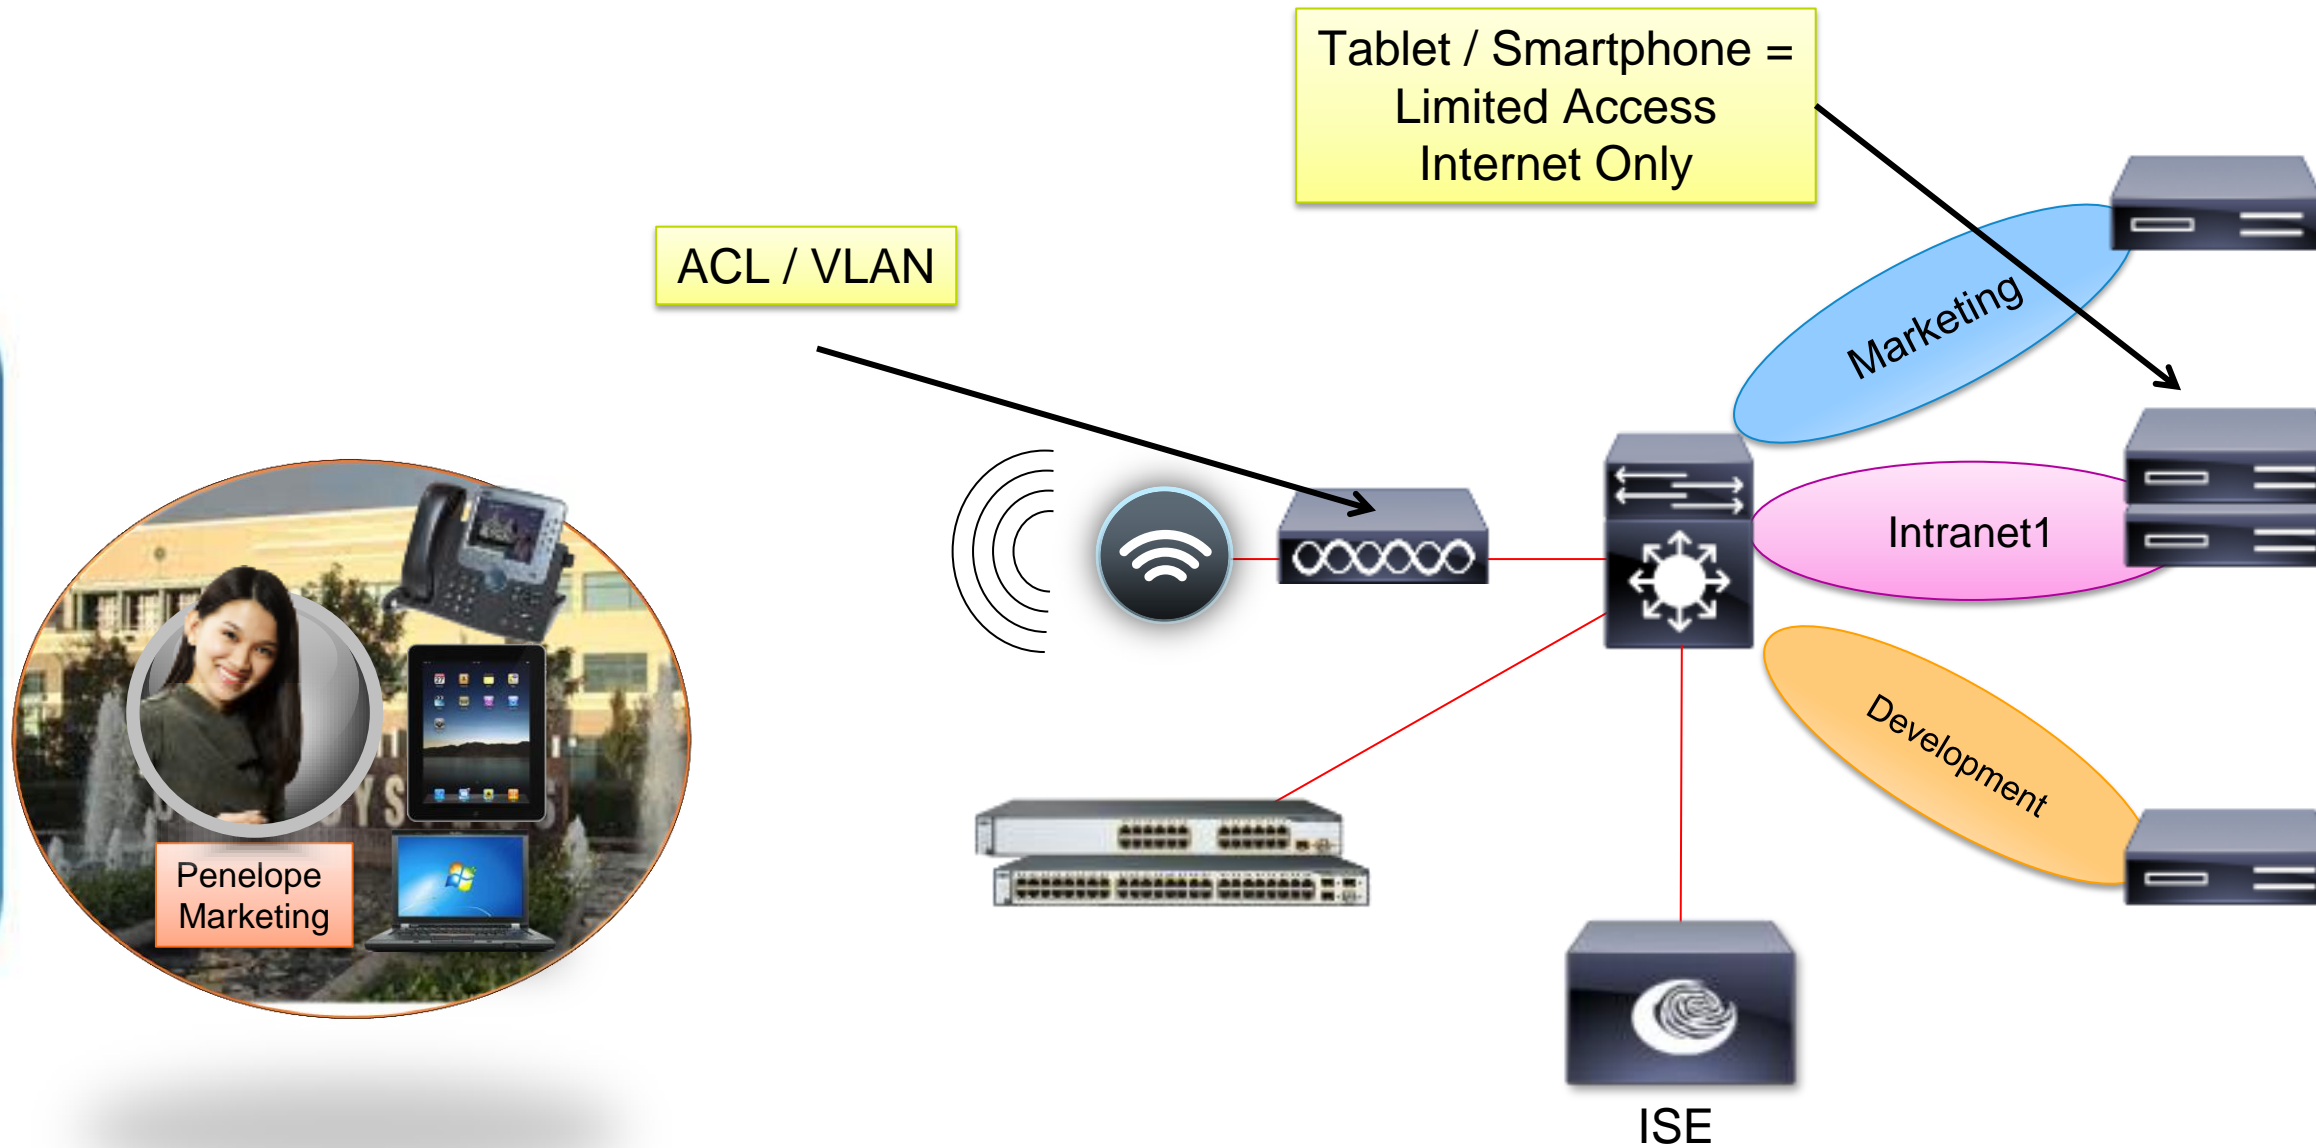 Tablet / Smartphone =
Limited Access
Internet Only
ACL / VLAN
Marketing
Intranet1
Development
Penelope
Marketing
ISE